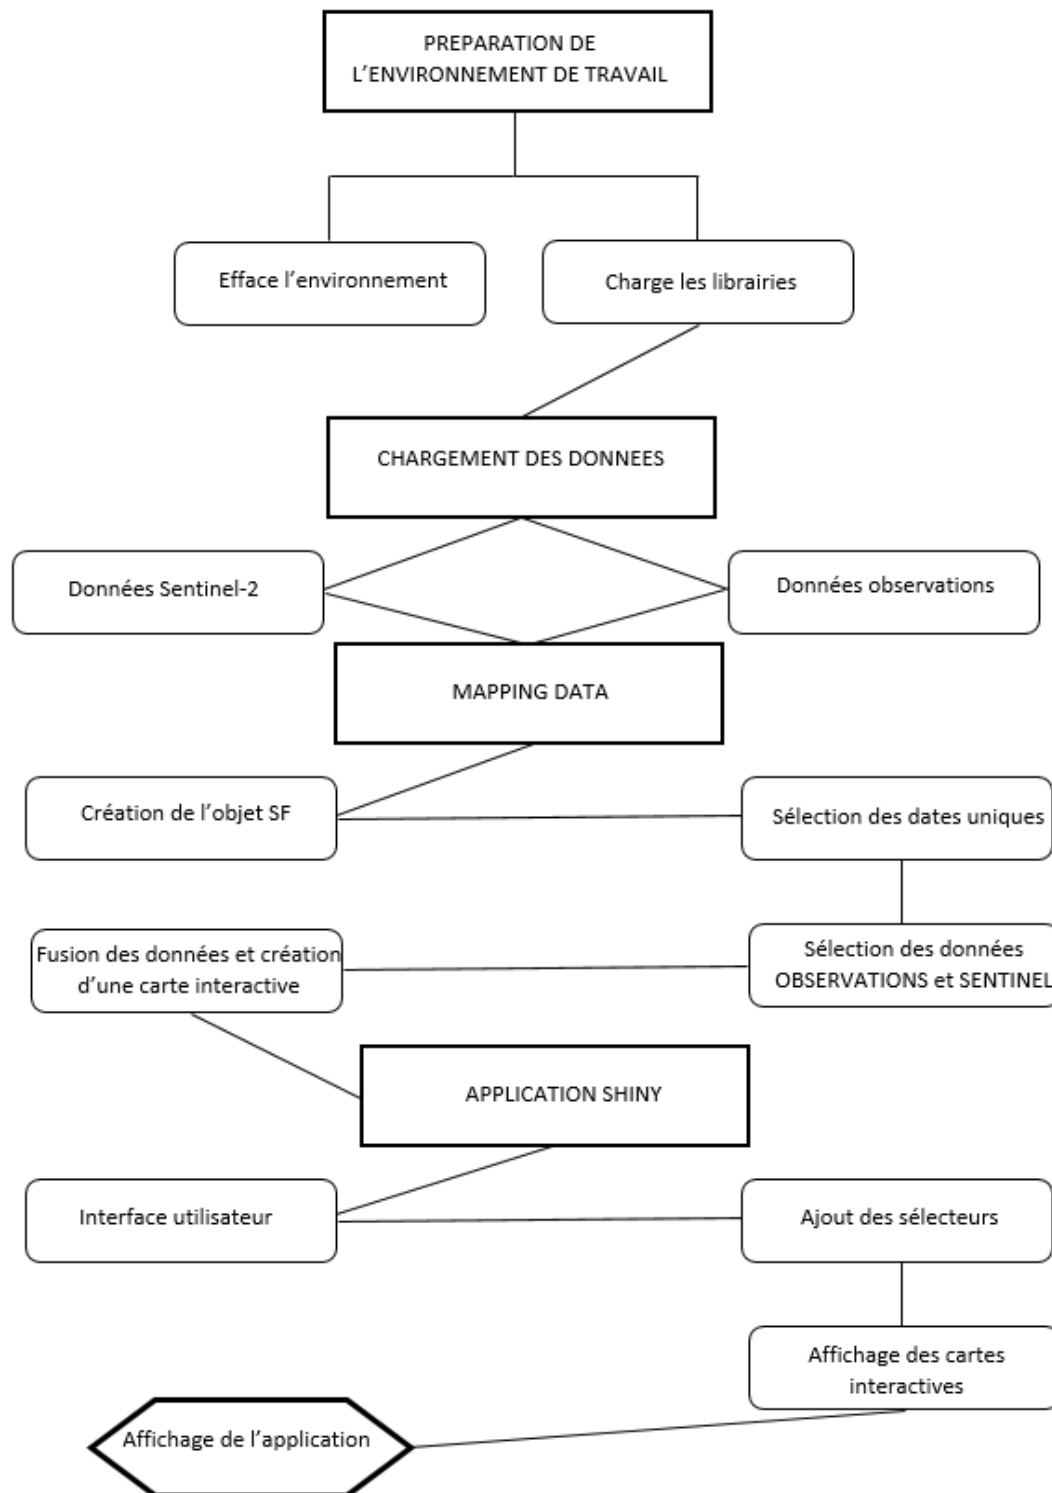 PREPARATION DE
L’ENVIRONNEMENT DE TRAVAIL
Efface l’environnement
Charge les librairies
CHARGEMENT DES DONNEES
Données Sentinel-2
Données observations
MAPPING DATA
Création de l’objet SF
Sélection des dates uniques
Fusion des données et création
d’une carte interactive
Sélection des données
OBSERVATIONS et SENTINEL
APPLICATION SHINY
Interface utilisateur
Ajout des sélecteurs
Affichage des cartes
interactives
Affichage de l’application